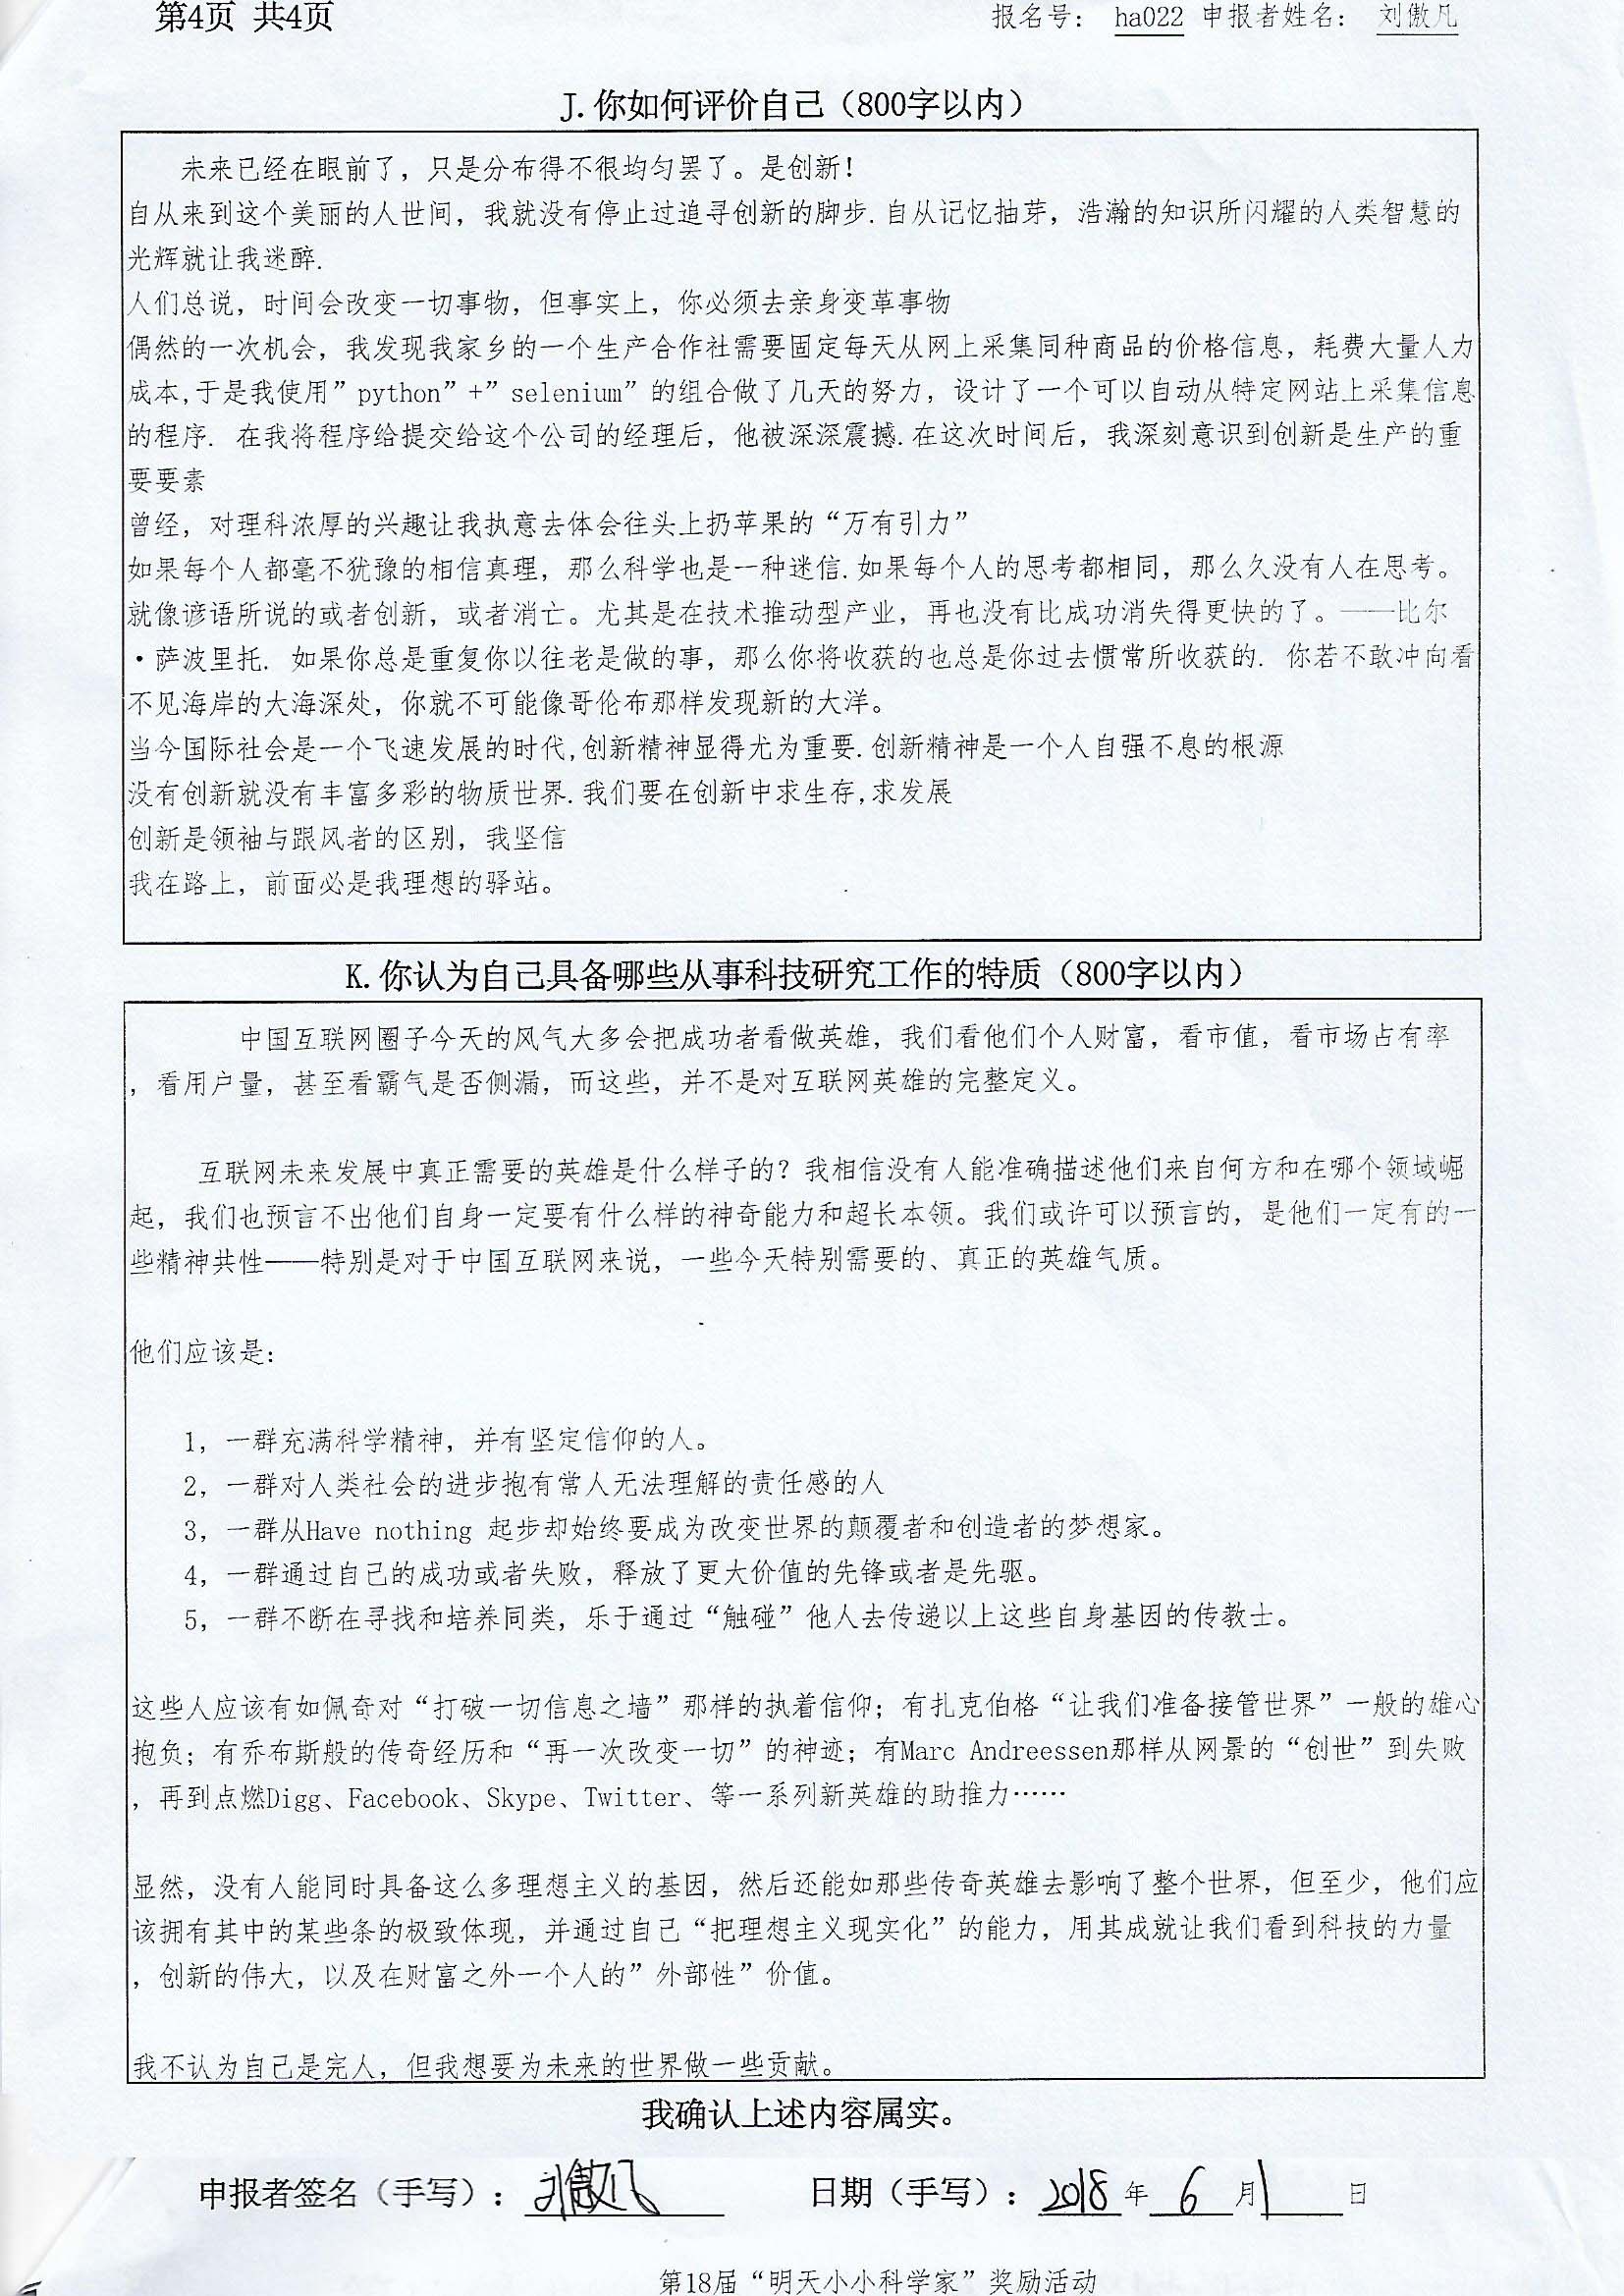 第4页 共4页
报名号： ha022 申报者姓名： 刘傲凡
J.你如何评价自己（800字以内）
未来已经在眼前了，只是分布得不很均匀罢了。是创新！
自从来到这个美丽的人世间，我就没有停止过追寻创新的脚步.自从记忆抽芽，浩瀚的知识所闪耀的人类智慧的
光辉就让我迷醉.
人们总说，时间会改变一切事物，但事实上，你必须去亲身变革事物
偶然的一次机会，我发现我家乡的一个生产合作社需要固定每天从网上采集同种商品的价格信息，耗费大量人力
成本,于是我使用”python”+”selenium”的组合做了几天的努力，设计了一个可以自动从特定网站上采集信息
的程序. 在我将程序给提交给这个公司的经理后，他被深深震撼.在这次时间后，我深刻意识到创新是生产的重
要要素
曾经，对理科浓厚的兴趣让我执意去体会往头上扔苹果的“万有引力”
如果每个人都毫不犹豫的相信真理，那么科学也是一种迷信.如果每个人的思考都相同，那么久没有人在思考。
就像谚语所说的或者创新，或者消亡。尤其是在技术推动型产业，再也没有比成功消失得更快的了。——比尔
·萨波里托. 如果你总是重复你以往老是做的事，那么你将收获的也总是你过去惯常所收获的. 你若不敢冲向看
不见海岸的大海深处，你就不可能像哥伦布那样发现新的大洋。
当今国际社会是一个飞速发展的时代,创新精神显得尤为重要.创新精神是一个人自强不息的根源
没有创新就没有丰富多彩的物质世界.我们要在创新中求生存,求发展
创新是领袖与跟风者的区别，我坚信
我在路上，前面必是我理想的驿站。
K.你认为自己具备哪些从事科技研究工作的特质（800字以内）
中国互联网圈子今天的风气大多会把成功者看做英雄，我们看他们个人财富，看市值，看市场占有率
，看用户量，甚至看霸气是否侧漏，而这些，并不是对互联网英雄的完整定义。
互联网未来发展中真正需要的英雄是什么样子的？我相信没有人能准确描述他们来自何方和在哪个领域崛
起，我们也预言不出他们自身一定要有什么样的神奇能力和超长本领。我们或许可以预言的，是他们一定有的一
些精神共性——特别是对于中国互联网来说，一些今天特别需要的、真正的英雄气质。
他们应该是：
1，一群充满科学精神，并有坚定信仰的人。
2，一群对人类社会的进步抱有常人无法理解的责任感的人
3，一群从Have nothing 起步却始终要成为改变世界的颠覆者和创造者的梦想家。
4，一群通过自己的成功或者失败，释放了更大价值的先锋或者是先驱。
5，一群不断在寻找和培养同类，乐于通过“触碰”他人去传递以上这些自身基因的传教士。
这些人应该有如佩奇对“打破一切信息之墙”那样的执着信仰；有扎克伯格“让我们准备接管世界”一般的雄心
抱负；有乔布斯般的传奇经历和“再一次改变一切”的神迹；有Marc Andreessen那样从网景的“创世”到失败
，再到点燃Digg、Facebook、Skype、Twitter、等一系列新英雄的助推力……
显然，没有人能同时具备这么多理想主义的基因，然后还能如那些传奇英雄去影响了整个世界，但至少，他们应
该拥有其中的某些条的极致体现，并通过自己“把理想主义现实化”的能力，用其成就让我们看到科技的力量
，创新的伟大，以及在财富之外一个人的”外部性”价值。
我不认为自己是完人，但我想要为未来的世界做一些贡献。
我确认上述内容属实。
申报者签名（手写）：刘傲凡 日期（手写）：2018年 6 月1 日
第18届“明天小小科学家”奖励活动